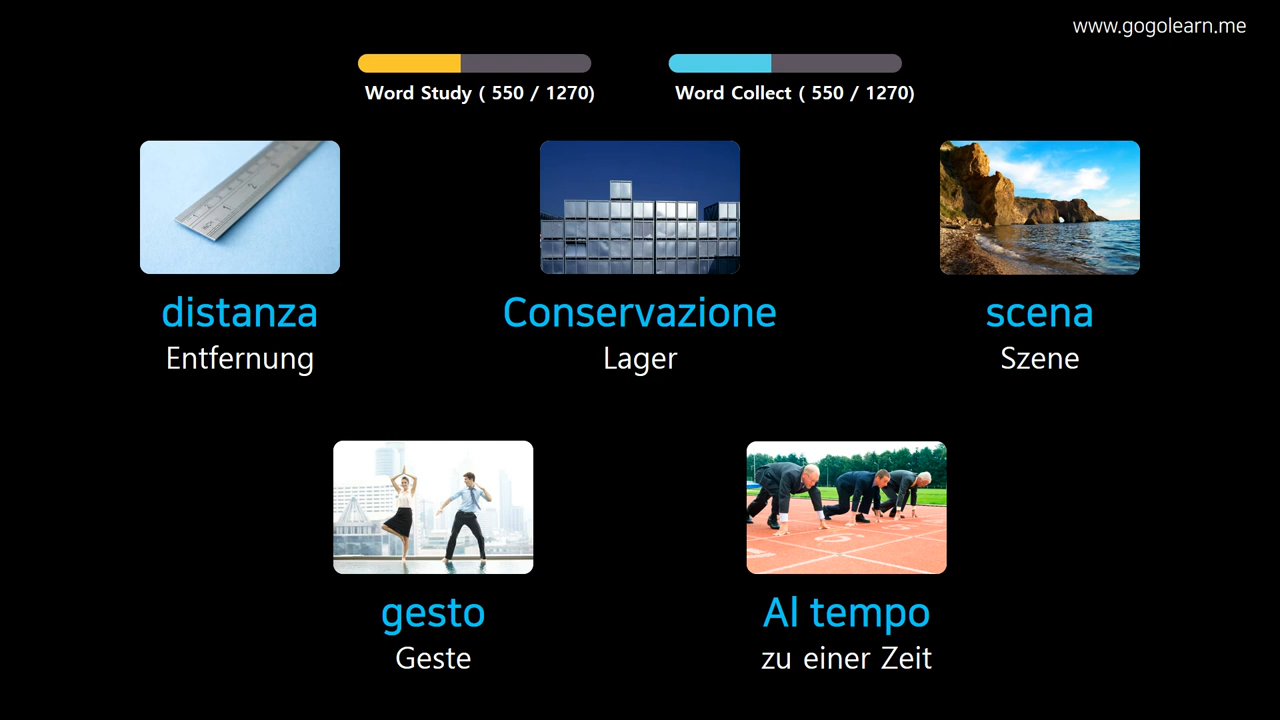 www.gogolearn.me
Word Study ( 550 / 1270)
Word Collect ( 550 / 1270)
distanza
Entfernung
Conservazione
Lager
scena
Szene
gesto
Geste
Al tempo
zu einer Zeit